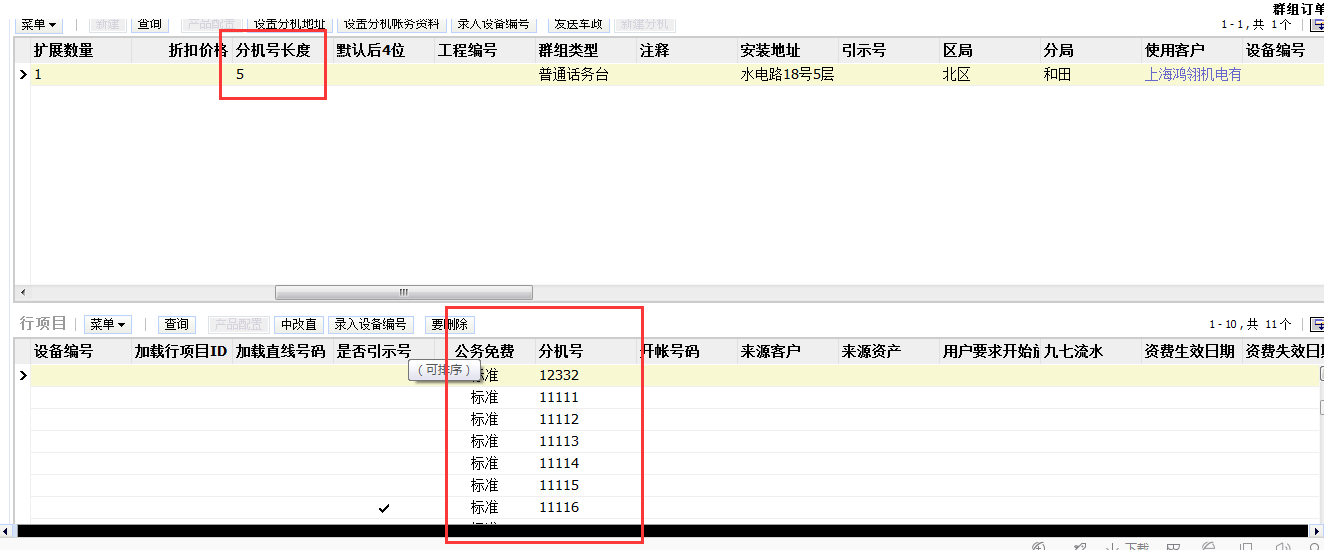 群组订单
菜单 新建 查询 产品配置 设置分机地址 设置分机帐务资料 录入设备编号 发送车政 新建分机 1 - 1，共 1个
扩展数量 折扣价格 分机号长度 默认后4位 工程编号 群组类型 注释 安装地址 引示号 区局 分局 使用客户 设备编号
1 5 普通话务台 水电路18号5层 北区 和田 上海鸿翎机电有
行项目 菜单 查询 产品配置 中改直 录入设备编号 要删除 1 - 10，共 11个
设备编号 加载行项目ID 加载直线号码 是否引示号 公务免费 分机号 开帐号码 来源客户 来源资产 用户要求开始 九七流水 资费生效日期 资费失效日期
（可排序） 标准 12332
标准 11111
标准 11112
标准 11113
标准 11114
标准 11115
标准 11116
下载